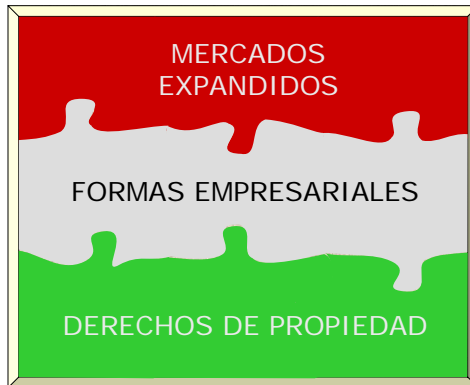 MERCADOS
EXPANDIDOS
FORMAS EMPRESARIALES
DERECHOS DE PROPIEDAD